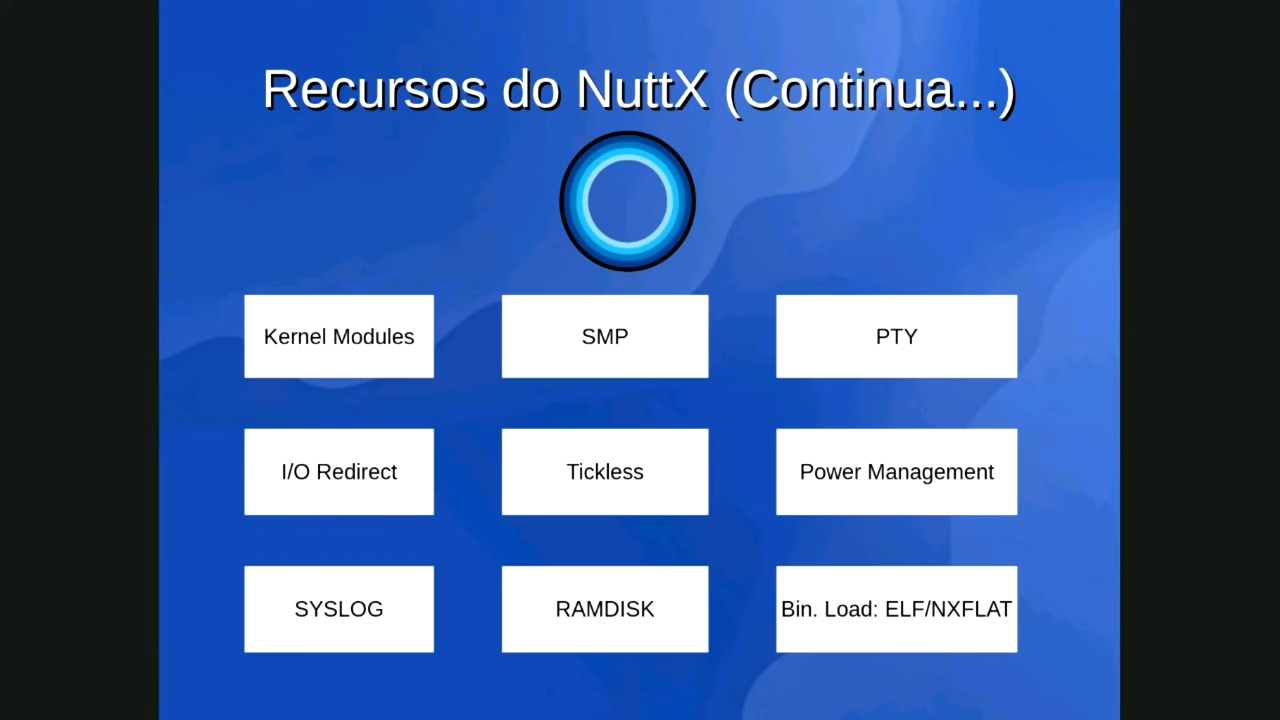 Recursos do NuttX (Continua...)
Kernel Modules
SMP
PTY
I/O Redirect
Tickless
Power Management
SYSLOG
RAMDISK
Bin. Load: ELF/NXFLAT